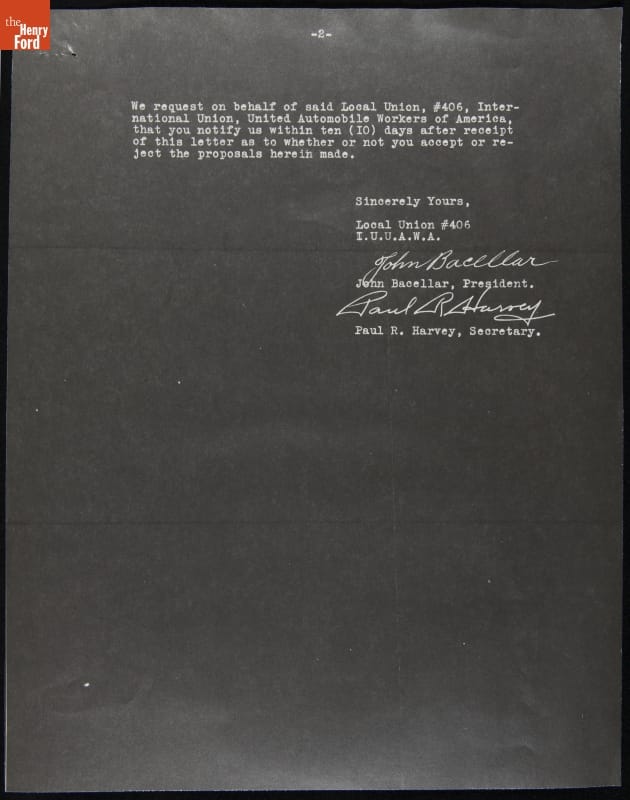 the
Henry
Ford
-2-
We request on behalf of said Local Union, #406, Inter-
national Union, United Automobile Workers of America,
that you notify us within ten (IO) days after receipt
of this letter as to whether or not you accept or re-
ject the proposals herein made.
Sincerely Yours,
Local Union #406
I.U.U.A.W.A.
John Bacellar
John Bacellar, President.
Paul R. Harvey
Paul R. Harvey, Secretary.